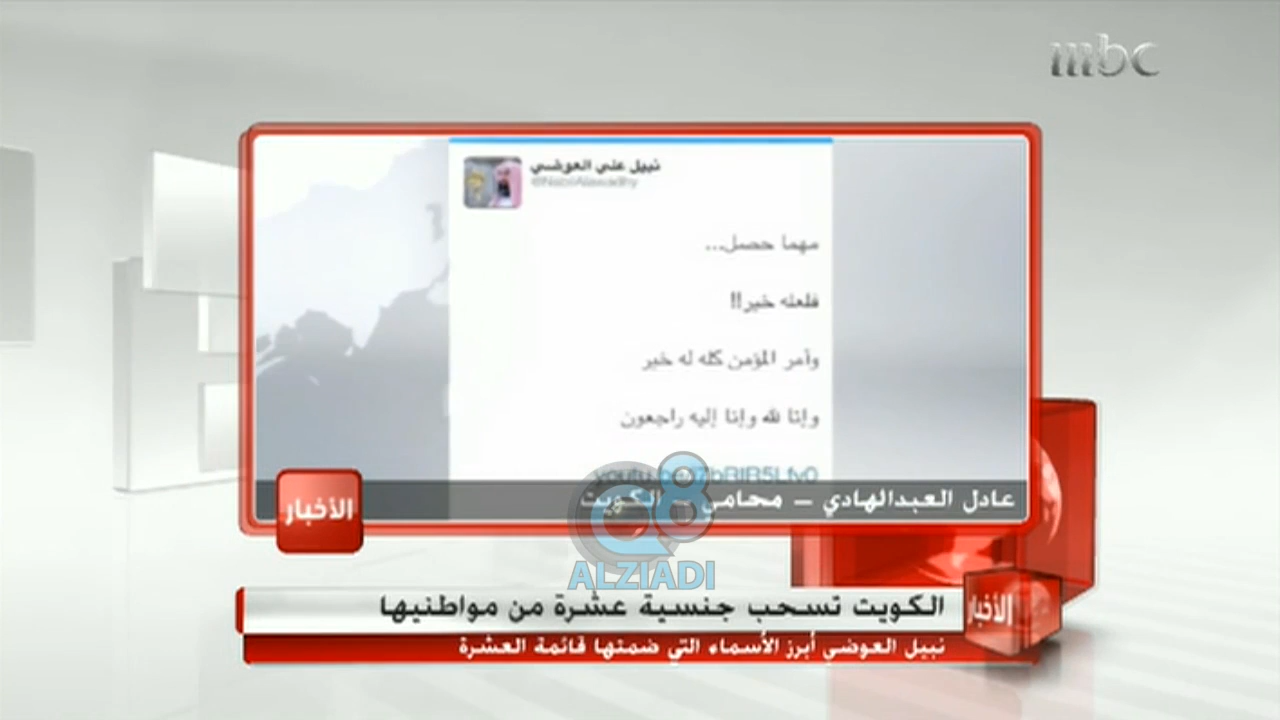 mbc
نبيل علي العوضي
@NabilAlawadhy
مهما حصل...
فلعله خير!!
وأمر المؤمن كله له خير
وإنا لله وإنا إليه راجعون
عادل العبدالهادي – محامي – الكويت
الأخبار
Q8
ALZIADI
الكويت تسحب جنسية عشرة من مواطنيها
الأخبار
نبيل العوضي أبرز الأسماء التي ضمتها قائمة العشرة